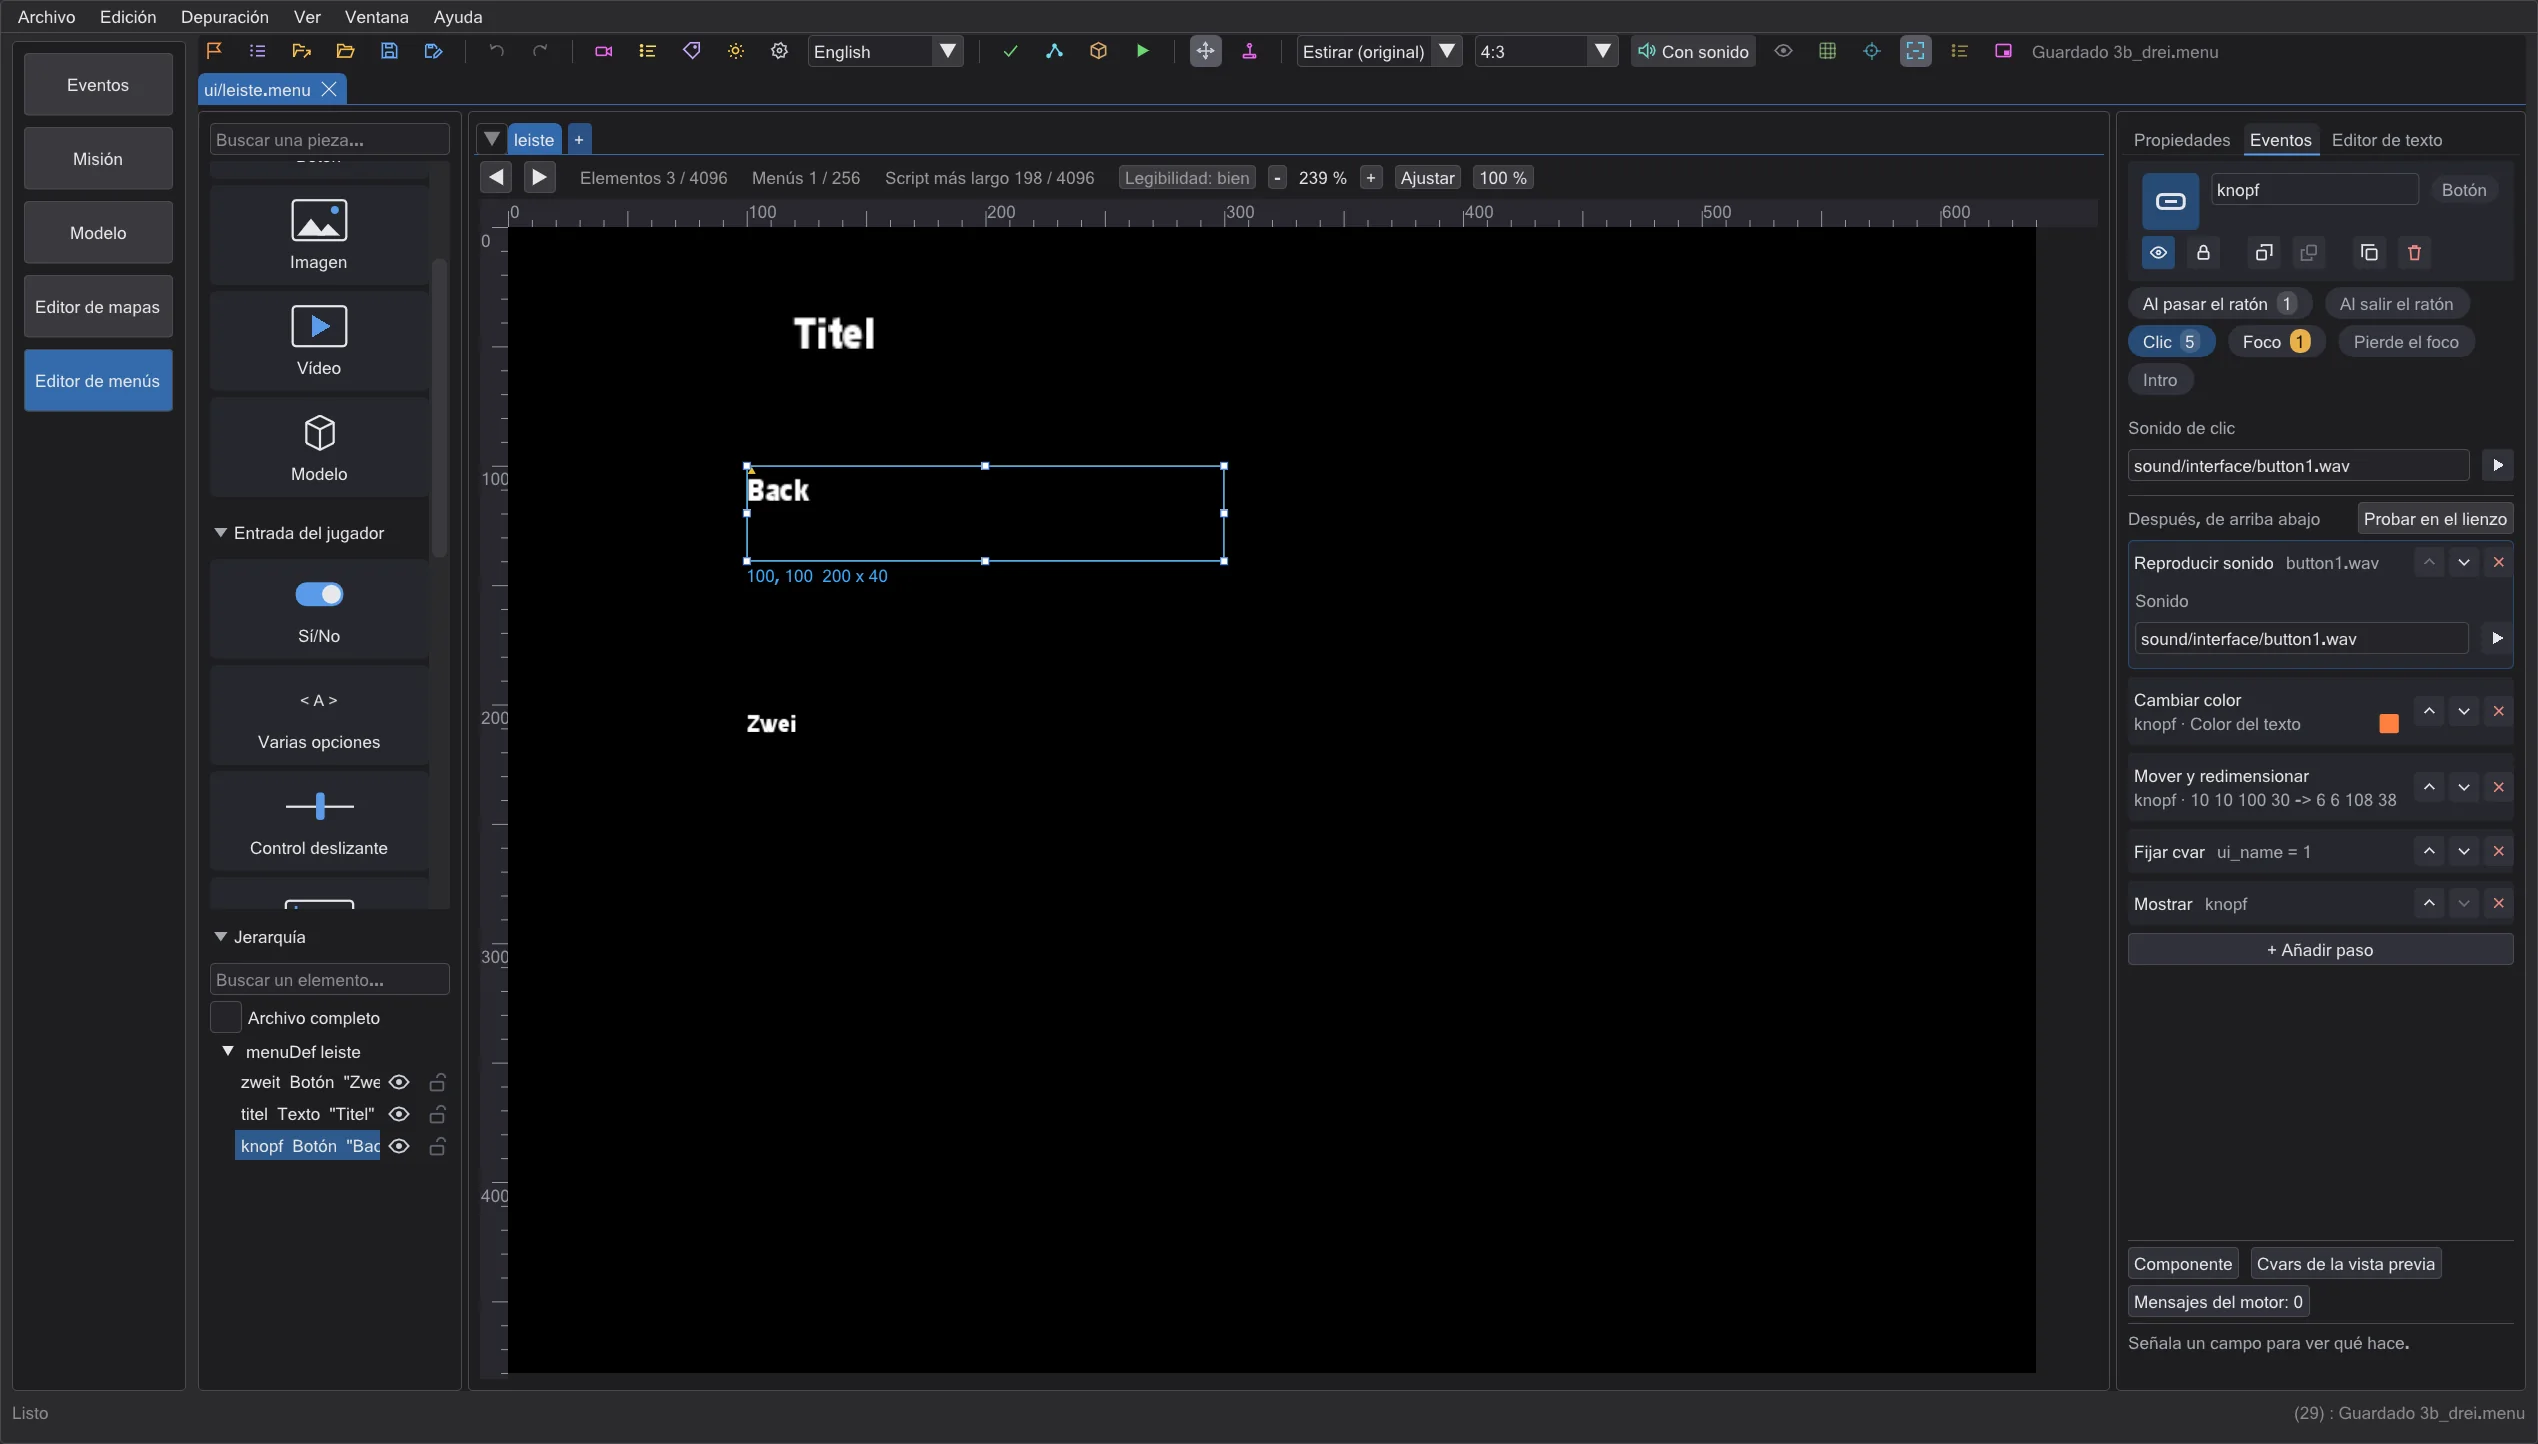 Archivo Edición Depuración Ver Ventana Ayuda
English
Estirar (original)
4:3
Con sonido
Guardado 3b_drei.menu
Eventos
Misión
Modelo
Editor de mapas
Editor de menús
ui/leiste.menu
Buscar una pieza...
Imagen
Vídeo
Modelo
Entrada del jugador
Sí/No
< A >
Varias opciones
Control deslizante
Jerarquía
Buscar un elemento...
Archivo completo
menuDef leiste
zweit Botón "Zwe
titel Texto "Titel"
knopf Botón "Bac
leiste +
Elementos 3 / 4096 Menús 1 / 256 Script más largo 198 / 4096 Legibilidad: bien - 239 % + Ajustar 100 %
0 100 200 300 400 500 600
0
100
200
300
400
Titel
Back
100, 100 200 x 40
Zwei
Propiedades Eventos Editor de texto
knopf Botón
Al pasar el ratón 1 Al salir el ratón
Clic 5 Foco 1 Pierde el foco
Intro
Sonido de clic
sound/interface/button1.wav
Después, de arriba abajo Probar en el lienzo
Reproducir sonido button1.wav
Sonido
sound/interface/button1.wav
Cambiar color
knopf · Color del texto
Mover y redimensionar
knopf · 10 10 100 30 -> 6 6 108 38
Fijar cvar ui_name = 1
Mostrar knopf
+ Añadir paso
Componente Cvars de la vista previa
Mensajes del motor: 0
Señala un campo para ver qué hace.
Listo
(29) : Guardado 3b_drei.menu